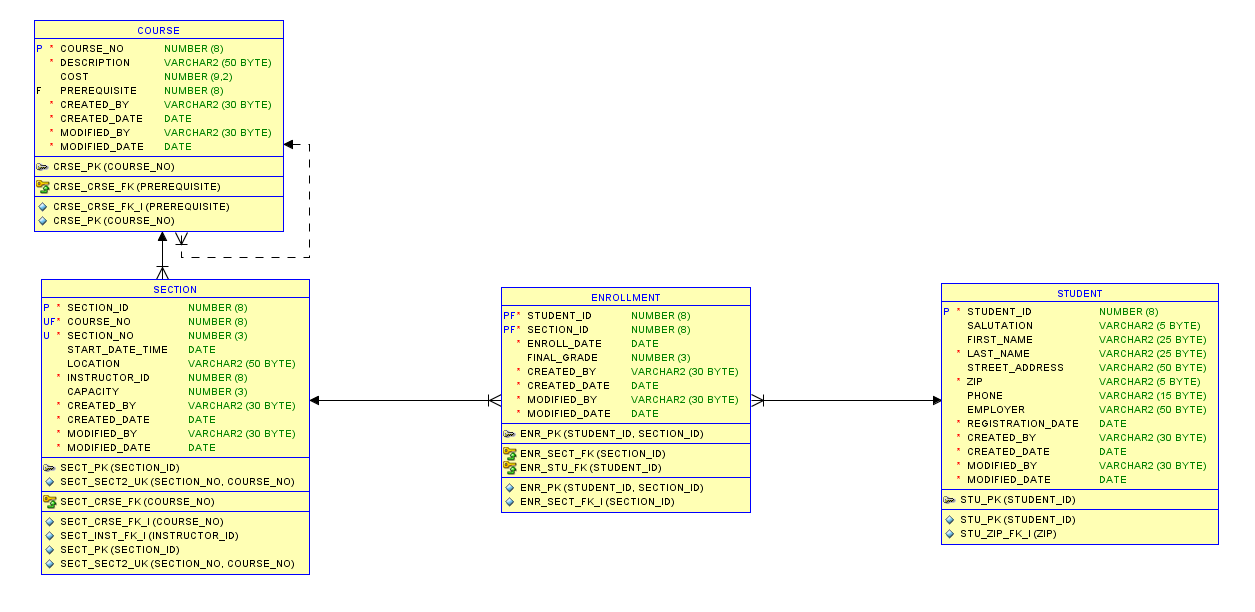 COURSE
P * COURSE_NO NUMBER (8)
* DESCRIPTION VARCHAR2 (50 BYTE)
COST NUMBER (9,2)
F PREREQUISITE NUMBER (8)
* CREATED_BY VARCHAR2 (30 BYTE)
* CREATED_DATE DATE
* MODIFIED_BY VARCHAR2 (30 BYTE)
* MODIFIED_DATE DATE
CRSE_PK (COURSE_NO)
CRSE_CRSE_FK (PREREQUISITE)
CRSE_CRSE_FK_I (PREREQUISITE)
CRSE_PK (COURSE_NO)
SECTION
P * SECTION_ID NUMBER (8)
UF* COURSE_NO NUMBER (8)
U * SECTION_NO NUMBER (3)
START_DATE_TIME DATE
LOCATION VARCHAR2 (50 BYTE)
* INSTRUCTOR_ID NUMBER (8)
CAPACITY NUMBER (3)
* CREATED_BY VARCHAR2 (30 BYTE)
* CREATED_DATE DATE
* MODIFIED_BY VARCHAR2 (30 BYTE)
* MODIFIED_DATE DATE
SECT_PK (SECTION_ID)
SECT_SECT2_UK (SECTION_NO, COURSE_NO)
SECT_CRSE_FK (COURSE_NO)
SECT_CRSE_FK_I (COURSE_NO)
SECT_INST_FK_I (INSTRUCTOR_ID)
SECT_PK (SECTION_ID)
SECT_SECT2_UK (SECTION_NO, COURSE_NO)
ENROLLMENT
PF* STUDENT_ID NUMBER (8)
PF* SECTION_ID NUMBER (8)
* ENROLL_DATE DATE
FINAL_GRADE NUMBER (3)
* CREATED_BY VARCHAR2 (30 BYTE)
* CREATED_DATE DATE
* MODIFIED_BY VARCHAR2 (30 BYTE)
* MODIFIED_DATE DATE
ENR_PK (STUDENT_ID, SECTION_ID)
ENR_SECT_FK (SECTION_ID)
ENR_STU_FK (STUDENT_ID)
ENR_PK (STUDENT_ID, SECTION_ID)
ENR_SECT_FK_I (SECTION_ID)
STUDENT
P * STUDENT_ID NUMBER (8)
SALUTATION VARCHAR2 (5 BYTE)
FIRST_NAME VARCHAR2 (25 BYTE)
* LAST_NAME VARCHAR2 (25 BYTE)
STREET_ADDRESS VARCHAR2 (50 BYTE)
* ZIP VARCHAR2 (5 BYTE)
PHONE VARCHAR2 (15 BYTE)
EMPLOYER VARCHAR2 (50 BYTE)
* REGISTRATION_DATE DATE
* CREATED_BY VARCHAR2 (30 BYTE)
* CREATED_DATE DATE
* MODIFIED_BY VARCHAR2 (30 BYTE)
* MODIFIED_DATE DATE
STU_PK (STUDENT_ID)
STU_PK (STUDENT_ID)
STU_ZIP_FK_I (ZIP)